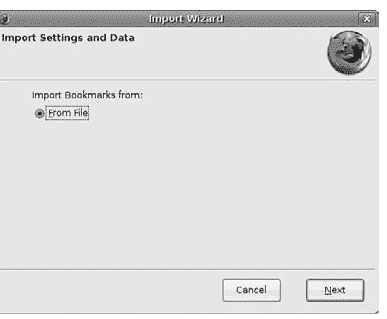 Import Wizard
Import Settings and Data
Import Bookmarks from:
From File
Cancel
Next